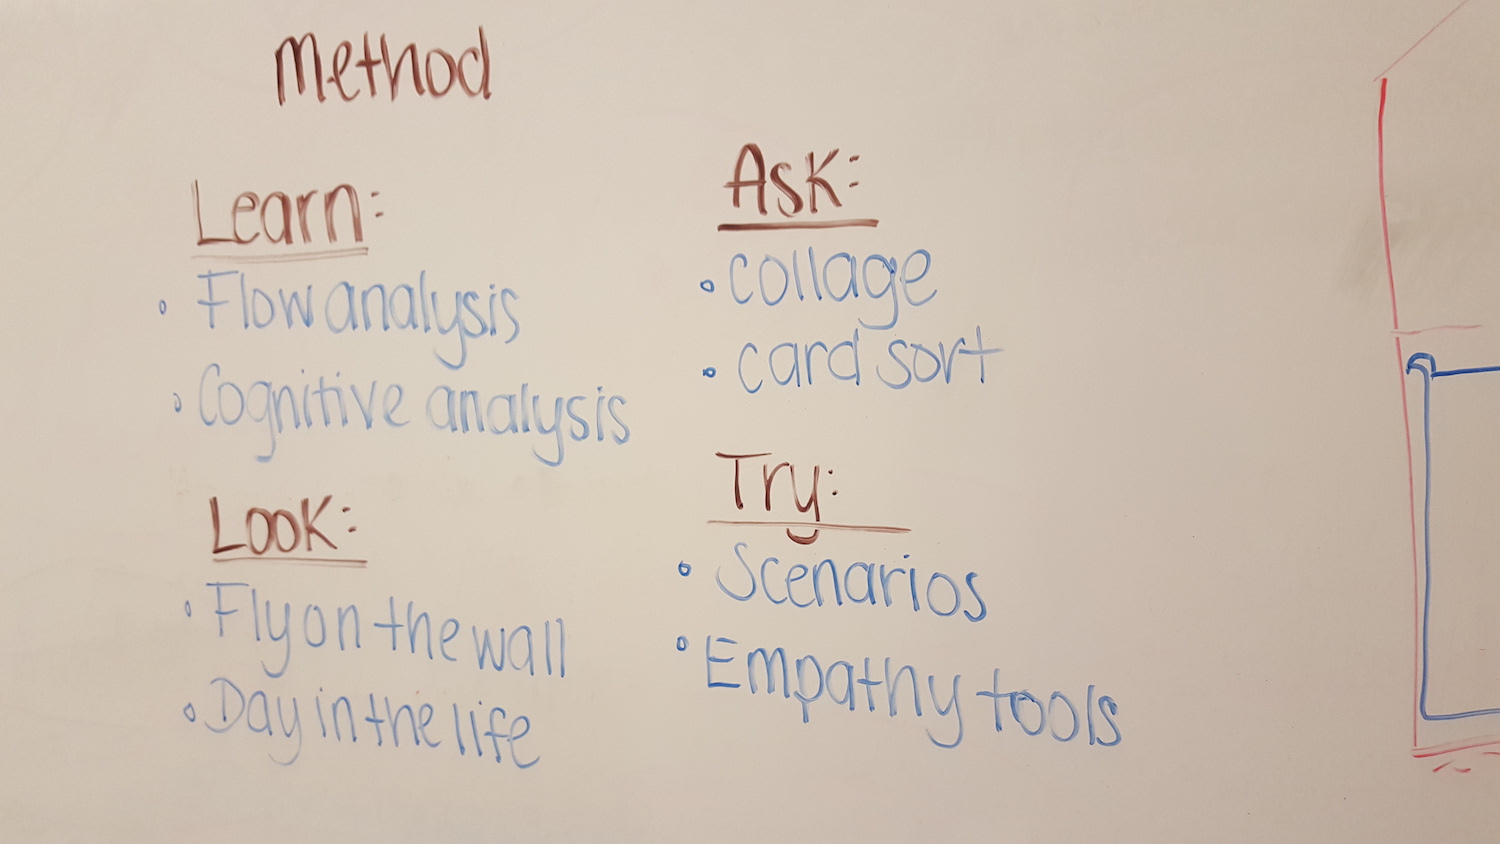 Method
Learn:
• Flow analysis
• Cognitive analysis
Look:
• Fly on the wall
• Day in the life
Ask:
• collage
• card sort
Try:
• Scenarios
• Empathy tools